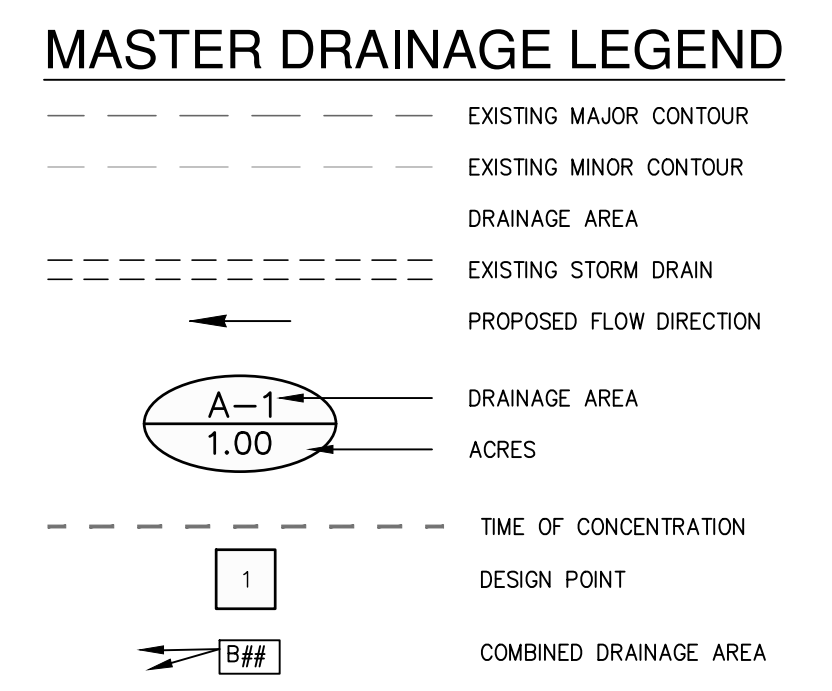 MASTER DRAINAGE LEGEND
EXISTING MAJOR CONTOUR
EXISTING MINOR CONTOUR
DRAINAGE AREA
EXISTING STORM DRAIN
PROPOSED FLOW DIRECTION
A-1 DRAINAGE AREA
1.00 ACRES
TIME OF CONCENTRATION
1 DESIGN POINT
B## COMBINED DRAINAGE AREA